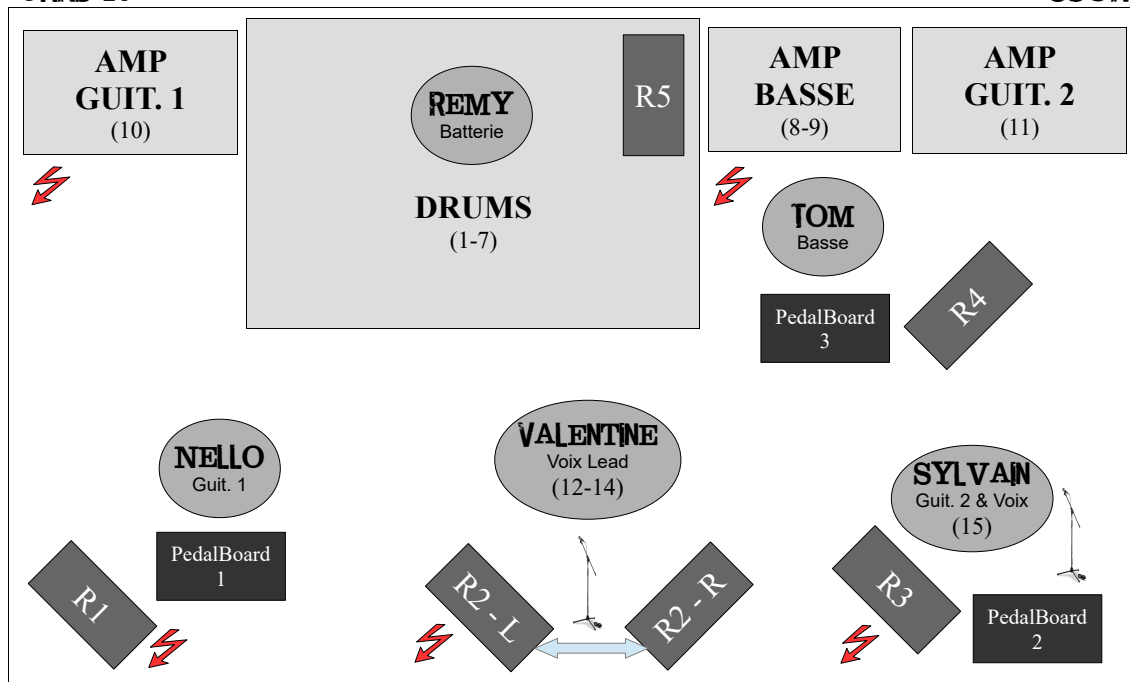 AMP
GUIT. 1
(10)
REMY
Batterie
R5
DRUMS
(1-7)
AMP
BASSE
(8-9)
AMP
GUIT. 2
(11)
TOM
Basse
PedalBoard
3
R4
NELLO
Guit. 1
VALENTINE
Voix Lead
(12-14)
SYLVAIN
Guit. 2 & Voix
(15)
PedalBoard
1
R1
R2 - L
R2 - R
R3
PedalBoard
2